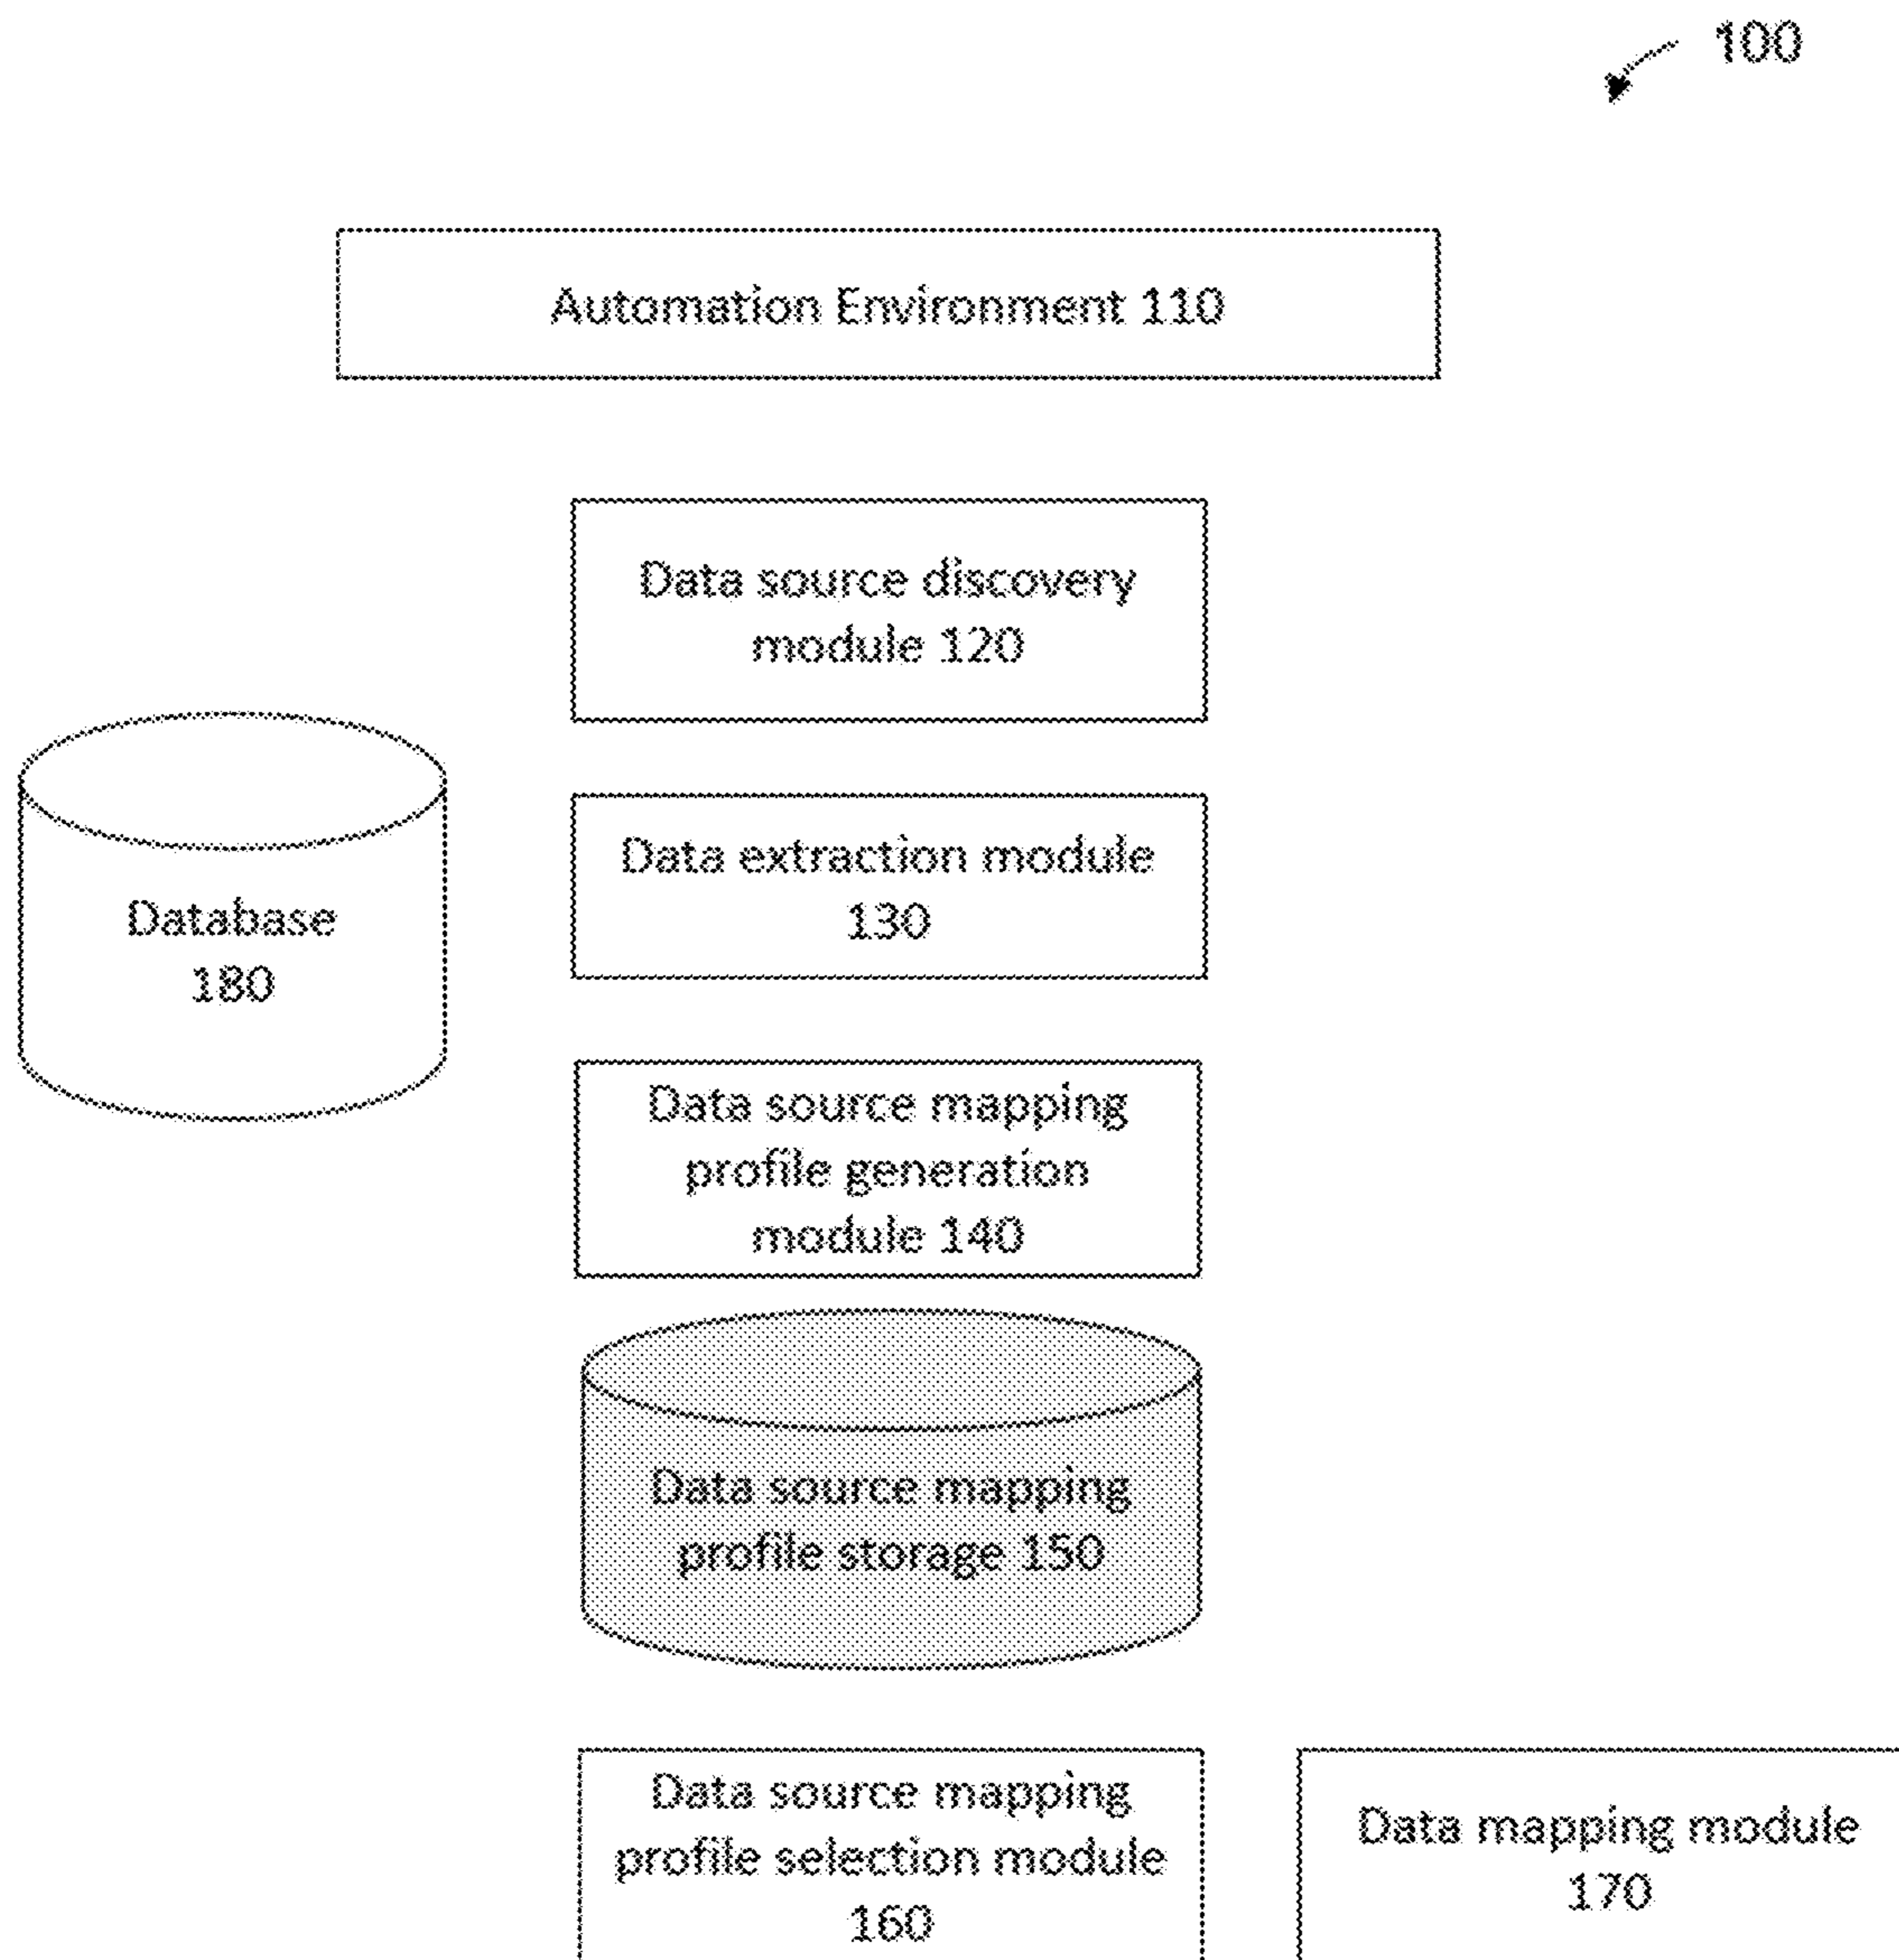 100
Automation Environment 110
Data source discovery
module 120
Data extraction module
130
Database
180
Data source mapping
profile generation
module 140
Data source mapping
profile storage 150
Data source mapping
profile selection module
160
Data mapping module
170